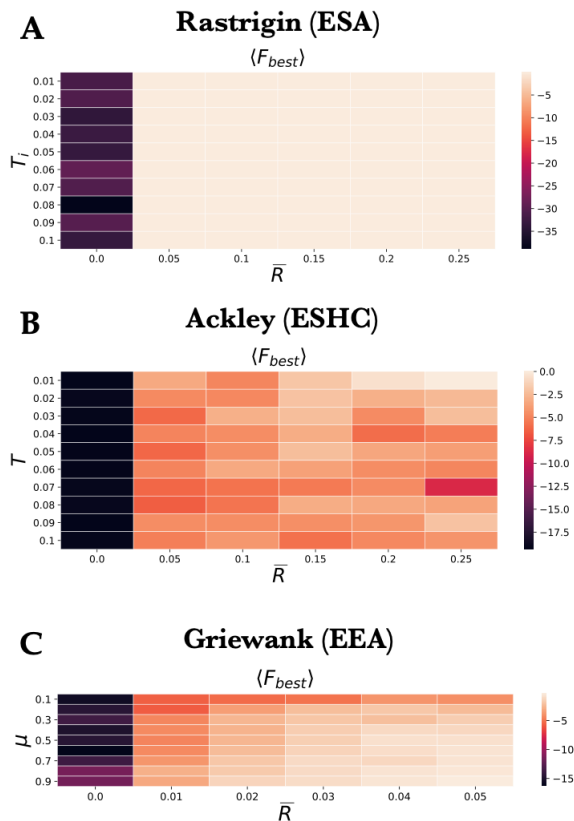 A
Rastrigin (ESA)
⟨F_best⟩
T_i
0.01
0.02
0.03
0.04
0.05
0.06
0.07
0.08
0.09
0.1
0.0 0.05 0.1 0.15 0.2 0.25
R̅
−5
−10
−15
−20
−25
−30
−35
B
Ackley (ESHC)
⟨F_best⟩
T
0.01
0.02
0.03
0.04
0.05
0.06
0.07
0.08
0.09
0.1
0.0 0.05 0.1 0.15 0.2 0.25
R̅
0.0
−2.5
−5.0
−7.5
−10.0
−12.5
−15.0
−17.5
C
Griewank (EEA)
⟨F_best⟩
μ
0.1
0.3
0.5
0.7
0.9
0.0 0.01 0.02 0.03 0.04 0.05
R̅
−5
−10
−15